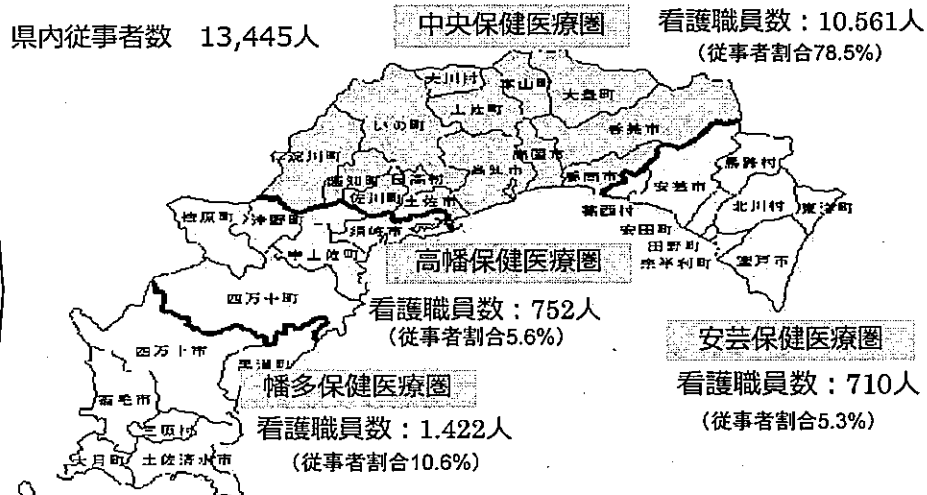 県内従事者数　13,445人
中央保健医療圏
看護職員数：10.561人
(従事者割合78.5%)
大川村
本山町
大豊町
土佐町
いの町
香美市
仁淀川町
南国市
高知市
香南市
越知町
日高村
佐川町
土佐市
馬路村
安芸市
芸西村
北川村
東洋町
安田町
田野町
奈半利町
室戸市
梼原町
津野町
須崎市
中土佐町
高幡保健医療圏
四万十町
看護職員数：752人
(従事者割合5.6%)
安芸保健医療圏
看護職員数：710人
(従事者割合5.3%)
四万十市
黒潮町
幡多保健医療圏
宿毛市
看護職員数：1.422人
(従事者割合10.6%)
三原村
大月町
土佐清水市